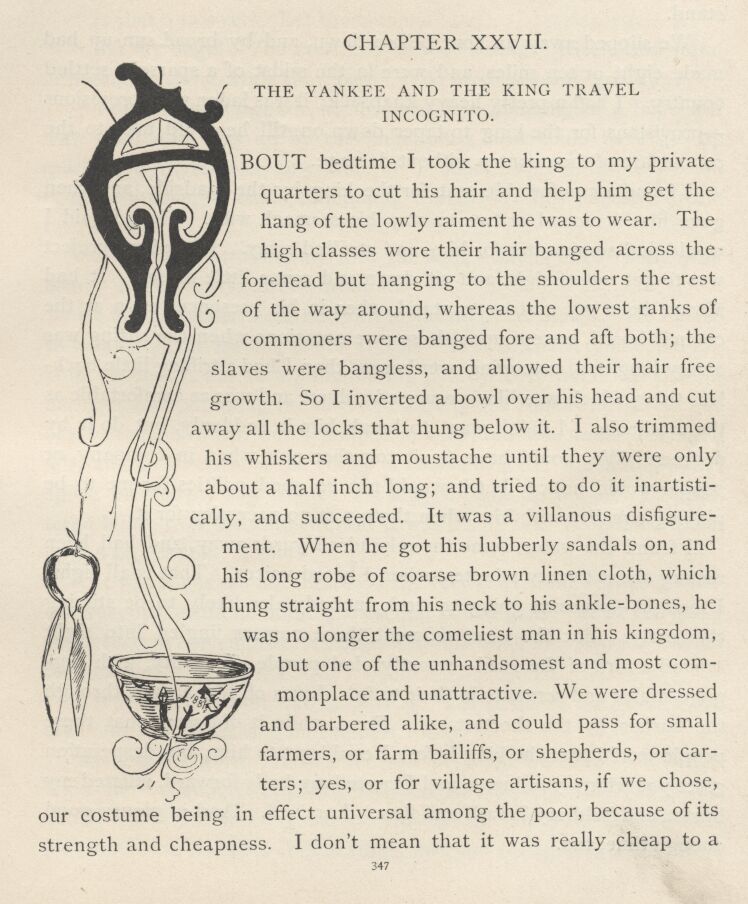 CHAPTER XXVII.
THE YANKEE AND THE KING TRAVEL
INCOGNITO.
ABOUT bedtime I took the king to my private
quarters to cut his hair and help him get the
hang of the lowly raiment he was to wear. The
high classes wore their hair banged across the
forehead but hanging to the shoulders the rest
of the way around, whereas the lowest ranks of
commoners were banged fore and aft both; the
slaves were bangless, and allowed their hair free
growth. So I inverted a bowl over his head and cut
away all the locks that hung below it. I also trimmed
his whiskers and moustache until they were only
about a half inch long; and tried to do it inartisti-
cally, and succeeded. It was a villanous disfigure-
ment. When he got his lubberly sandals on, and
his long robe of coarse brown linen cloth, which
hung straight from his neck to his ankle-bones, he
was no longer the comeliest man in his kingdom,
but one of the unhandsomest and most com-
monplace and unattractive. We were dressed
and barbered alike, and could pass for small
farmers, or farm bailiffs, or shepherds, or car-
ters; yes, or for village artisans, if we chose,
our costume being in effect universal among the poor, because of its
strength and cheapness. I don't mean that it was really cheap to a
347